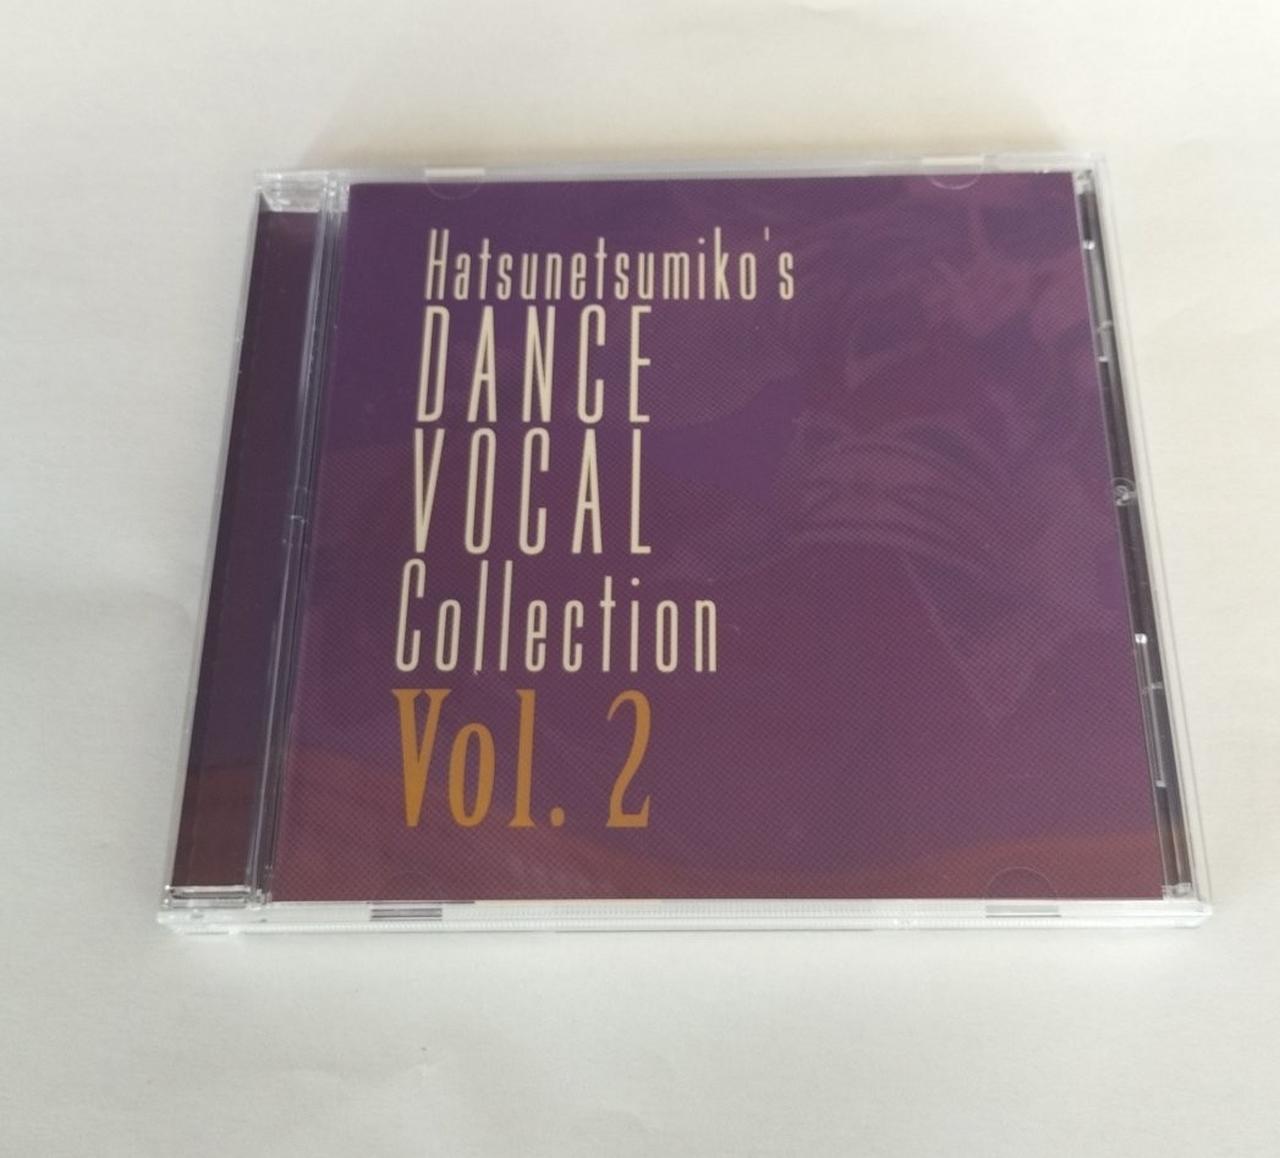 Hatsunetsumiko's
DANCE
VOCAL
Collection
Vol. 2